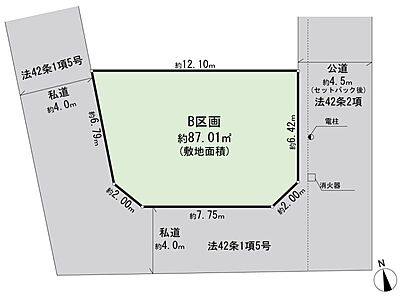 法42条1項5号
私道
約4.0m
約12.10m
公道
約4.5m
(セットバック後)
法42条2項
B区画
約87.01㎡
(敷地面積)
約6.79m
約6.42m
電柱
消火器
約2.00m
約7.75m
約2.00m
私道
約4.0m
法42条1項5号
N